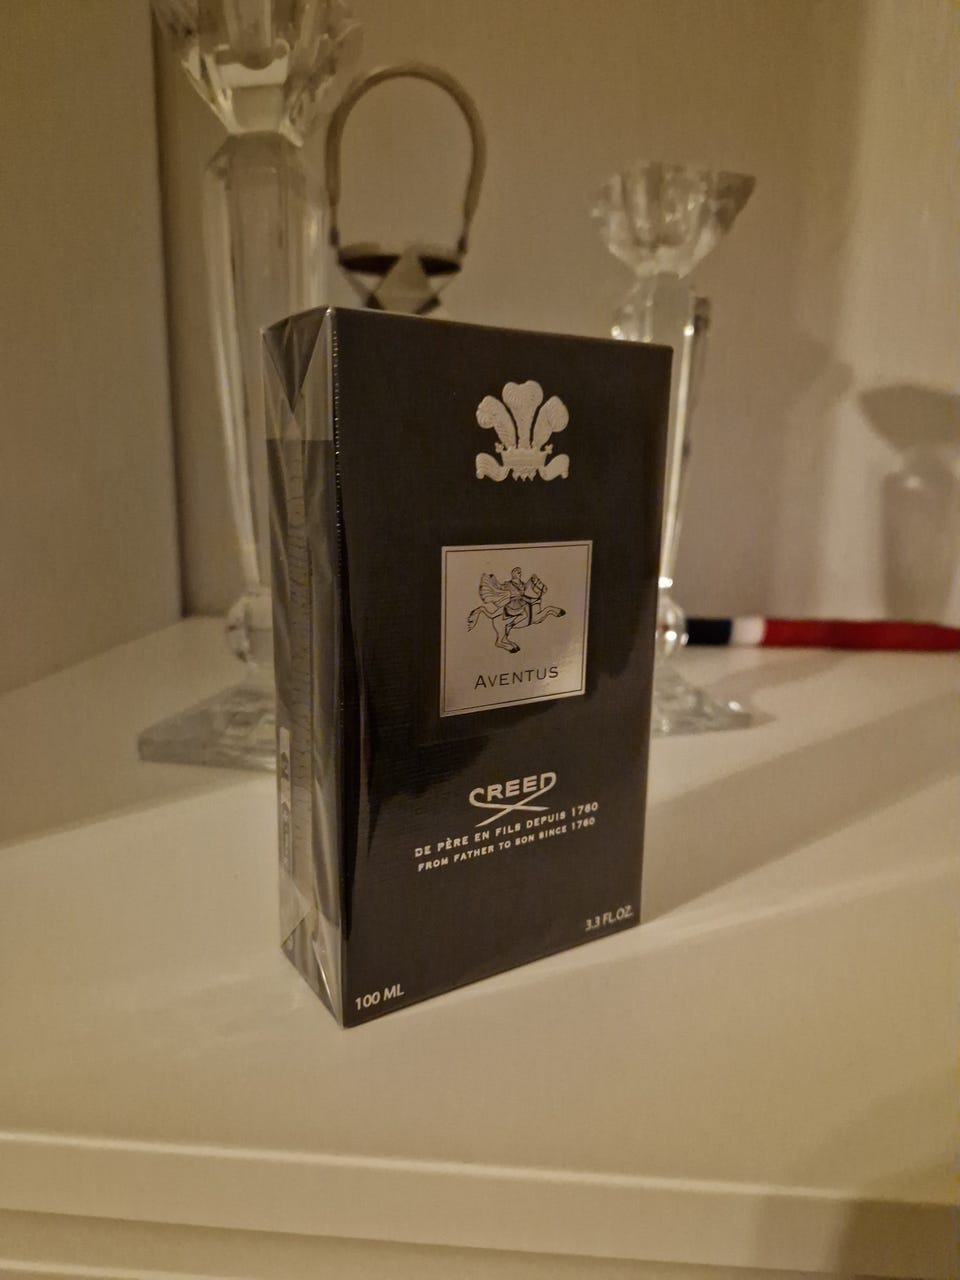 AVENTUS
CREED
DE PÈRE EN FILS DEPUIS 1760
FROM FATHER TO SON SINCE 1760
3.3 FL.OZ.
100 ML